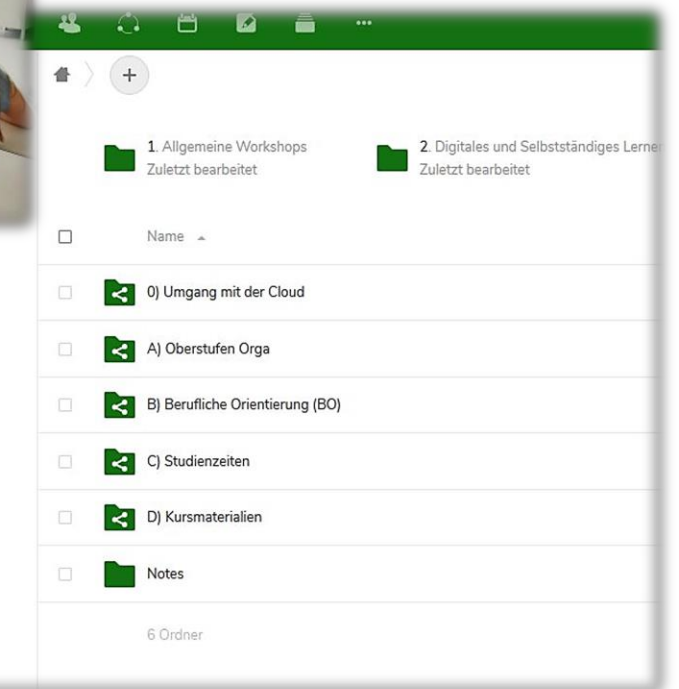 1. Allgemeine Workshops
Zuletzt bearbeitet
2. Digitales und Selbstständiges
Zuletzt bearbeitet
Name
0) Umgang mit der Cloud
A) Oberstufen Orga
B) Berufliche Orientierung (BO)
C) Studienzeiten
D) Kursmaterialien
Notes
6 Ordner